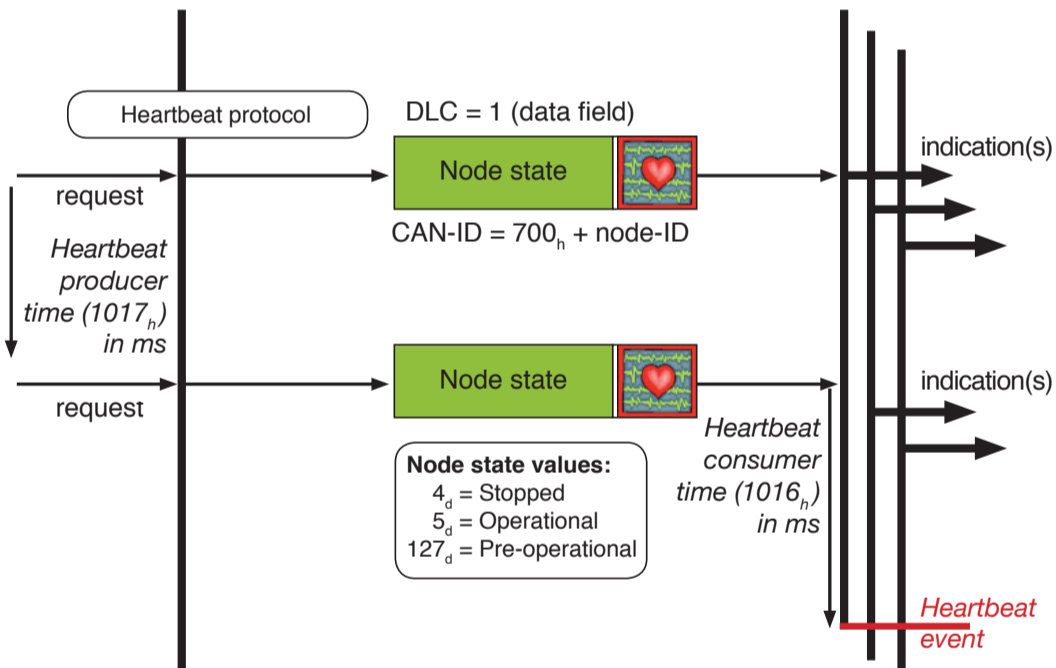 Heartbeat protocol
DLC = 1 (data field)
Node state
indication(s)
request
CAN-ID = 700h + node-ID
Heartbeat
producer
time (1017h)
in ms
Node state
indication(s)
request
Heartbeat
consumer
time (1016h)
in ms
Node state values:
4d = Stopped
5d = Operational
127d = Pre-operational
Heartbeat
event